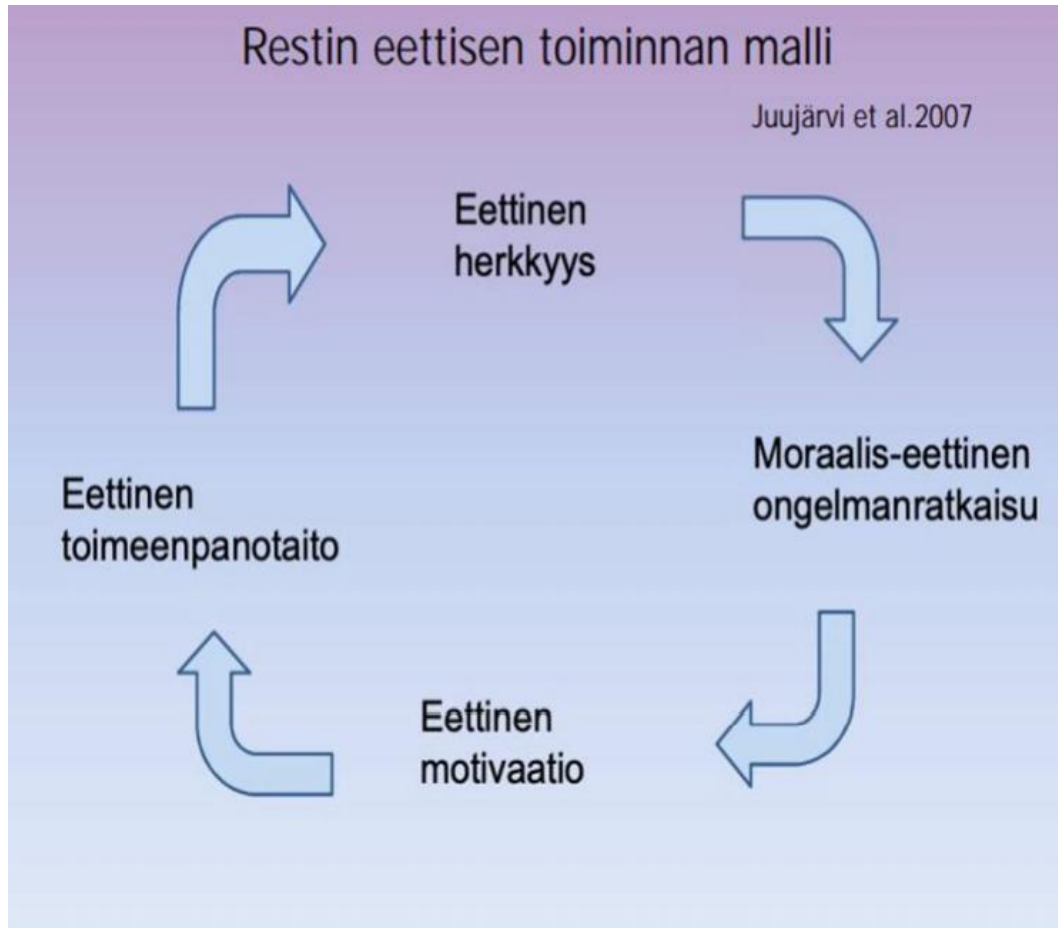 Restin eettisen toiminnan malli
Juujärvi et al.2007
Eettinen
herkkyys
Moraalis-eettinen
ongelmanratkaisu
Eettinen
motivaatio
Eettinen
toimeenpanotaito